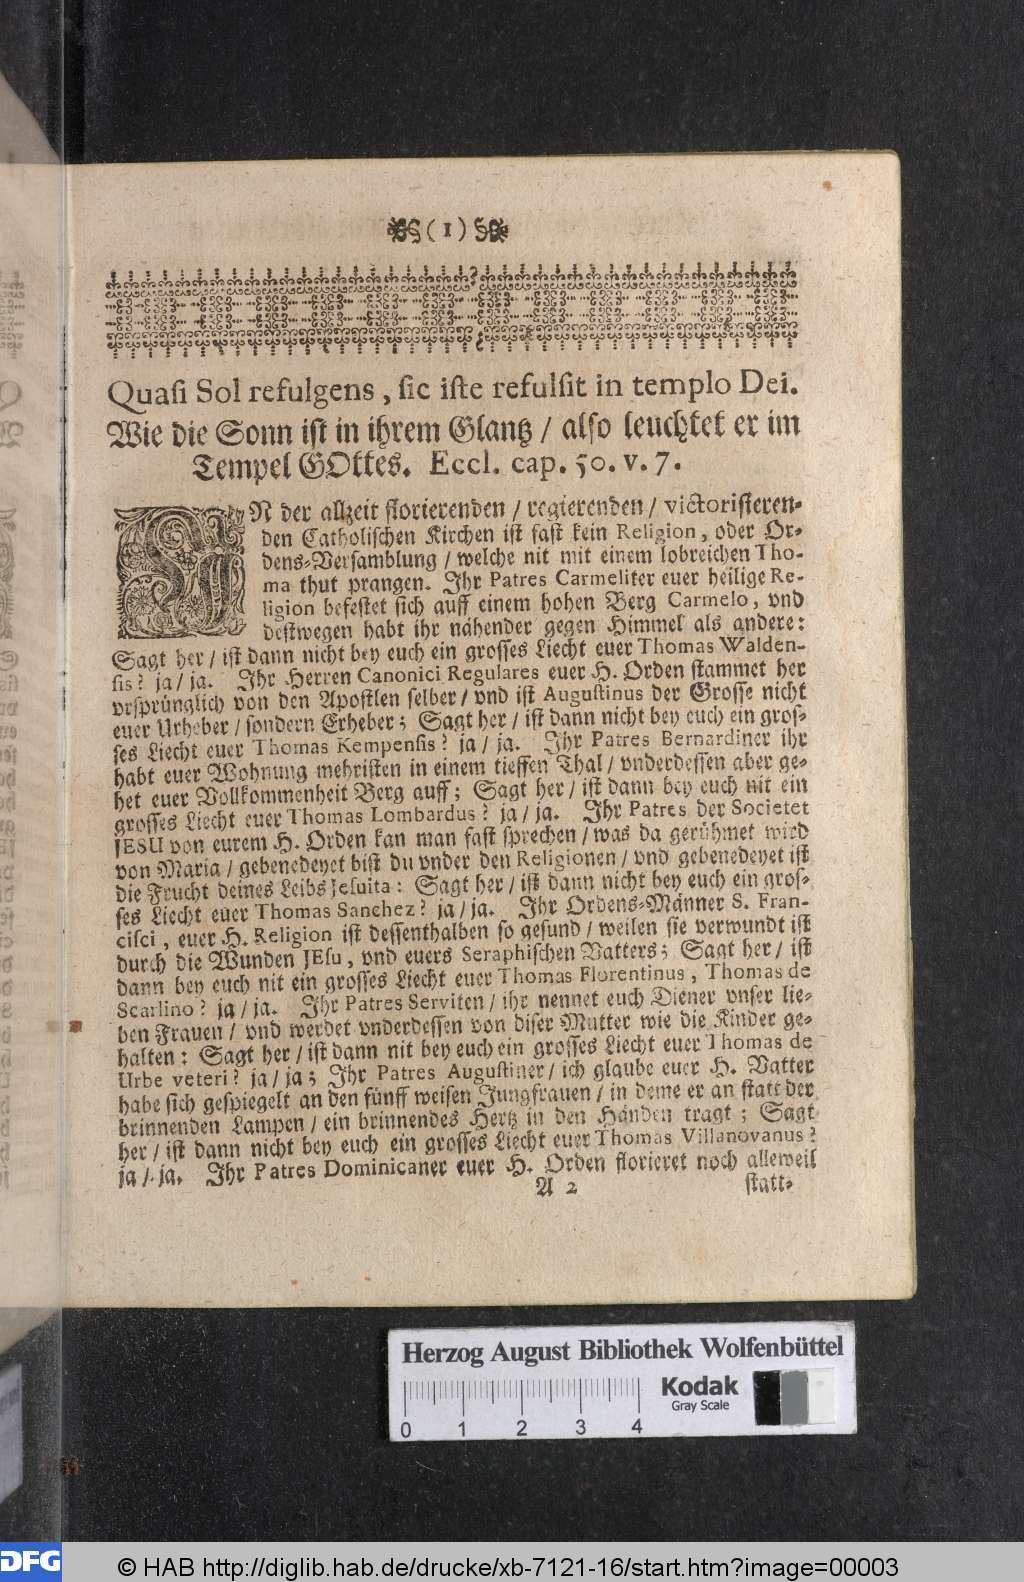 (1)
Quasi Sol refulgens, sic iste refulsit in templo Dei.
Wie die Sonn ist in ihrem Glantz / also leuchtet er im
Tempel GOttes. Eccl. cap. 50. v. 7.
IN der allzeit florierenden / regierenden / victorisieren-
den Catholischen Kirchen ist fast kein Religion, oder Or-
dens-Versamblung / welche nit mit einem lobreichen Tho-
ma thut prangen. Ihr Patres Carmeliter euer heilige Re-
ligion befestet sich auff einem hohen Berg Carmelo, vnd
destwegen habt ihr nähender gegen Himmel als andere:
Sagt her / ist dann nicht bey euch ein grosses Liecht euer Thomas Walden-
sis? ja / ja. Ihr Herren Canonici Regulares euer H. Orden stammet her
vrsprünglich von den Apostlen selber / vnd ist Augustinus der Grosse nicht
euer Urheber / sondern Erheber; Sagt her / ist dann nicht bey euch ein gros-
ses Liecht euer Thomas Kempensis? ja / ja. Ihr Patres Bernardiner ihr
habt euer Wohnung mehristen in einem tieffen Thal / vnderdessen aber ge-
het euer Vollkommenheit Berg auff; Sagt her / ist dann bey euch nit ein
grosses Liecht euer Thomas Lombardus? ja / ja. Ihr Patres der Societet
JESU von eurem H. Orden kan man fast sprechen / was da gerühmet wird
von Maria / gebenedeyet bist du vnder den Religionen / vnd gebenedeyet ist
die Frucht deines Leibs Jesuita: Sagt her / ist dann nicht bey euch ein gros-
ses Liecht euer Thomas Sanchez? ja / ja. Ihr Ordens-Männer S. Fran-
cisci, euer H. Religion ist dessenthalben so gesund / weilen sie verwundt ist
durch die Wunden JEsu, vnd euers Seraphischen Vatters; Sagt her / ist
dann bey euch nit ein grosses Liecht euer Thomas Florentinus, Thomas de
Scarlino? ja / ja. Ihr Patres Serviten / ihr nennet euch Diener vnser lie-
ben Frauen / vnd werdet vnderdessen von diser Mutter wie die Kinder ge-
halten: Sagt her / ist dann nit bey euch ein grosses Liecht euer Thomas de
Urbe veteri? ja / ja; Ihr Patres Augustiner / ich glaube euer H. Vatter
habe sich gespiegelt an den fünff weisen Jungfrauen / in deme er an statt der
brinnenden Lampen / ein brinnendes Hertz in den Händen tragt; Sagt
her / ist dann nicht bey euch ein grosses Liecht euer Thomas Villanovanus?
ja / ja. Ihr Patres Dominicaner euer H. Orden florieret noch alleweil
A 2 statt-
Herzog August Bibliothek Wolfenbüttel
Kodak
Gray Scale
0 1 2 3 4
DFG © HAB http://diglib.hab.de/drucke/xb-7121-16/start.htm?image=00003